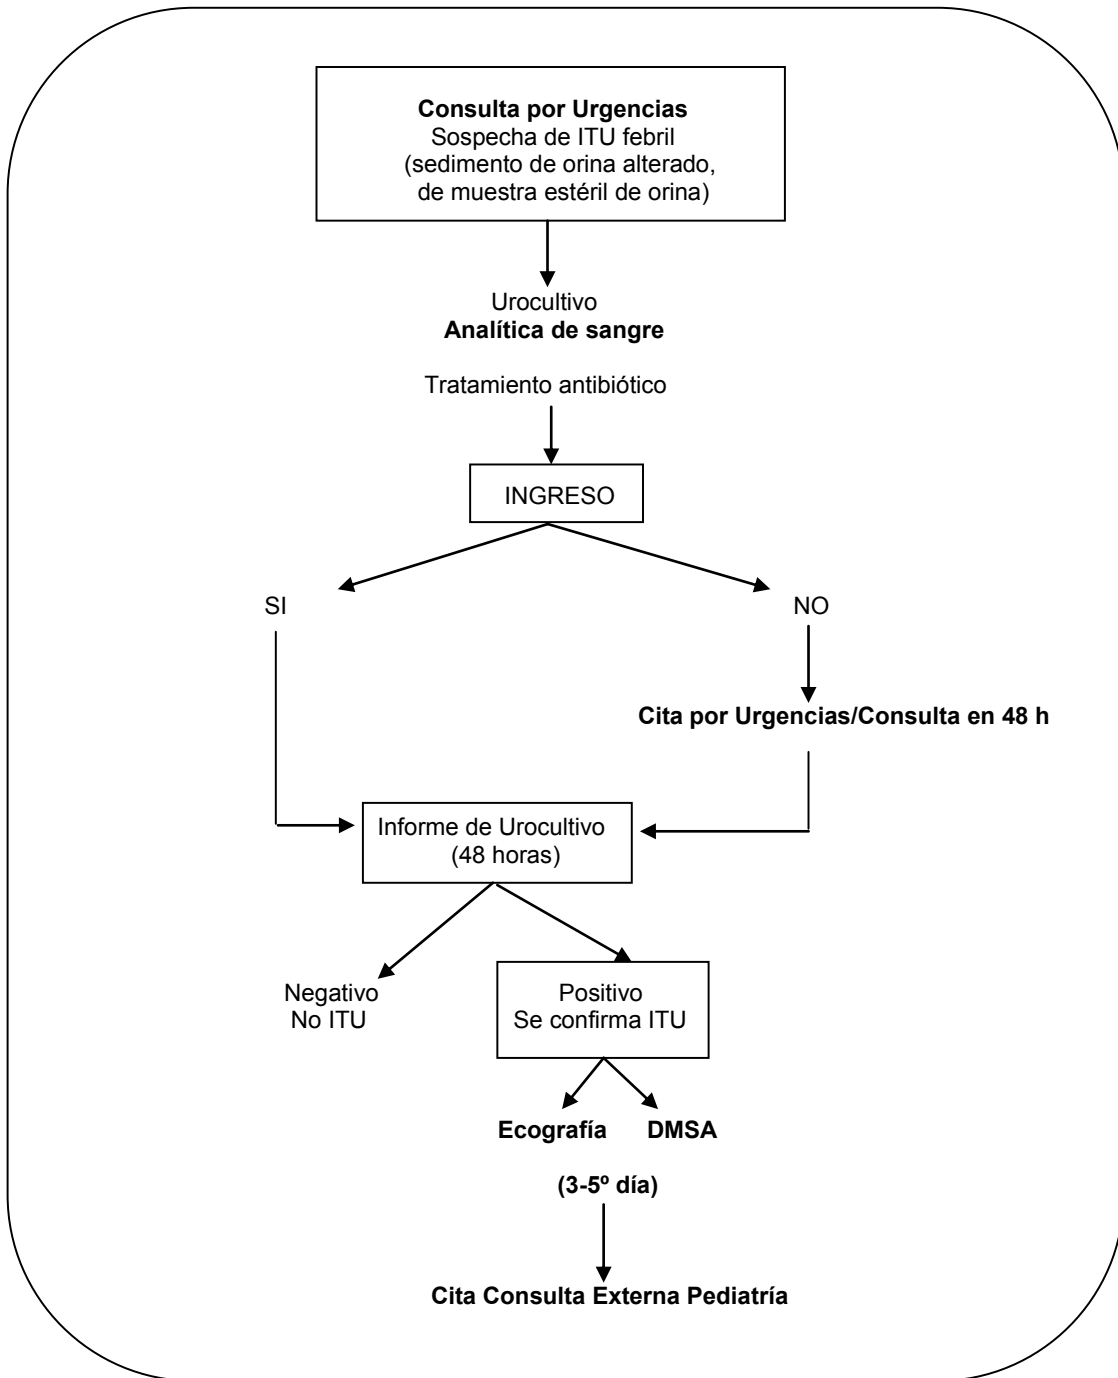 Consulta por Urgencias
Sospecha de ITU febril
(sedimento de orina alterado,
de muestra estéril de orina)
Urocultivo
Analítica de sangre
Tratamiento antibiótico
INGRESO
SI
NO
Cita por Urgencias/Consulta en 48 h
Informe de Urocultivo
(48 horas)
Negativo
No ITU
Positivo
Se confirma ITU
Ecografía DMSA
(3-5º día)
Cita Consulta Externa Pediatría